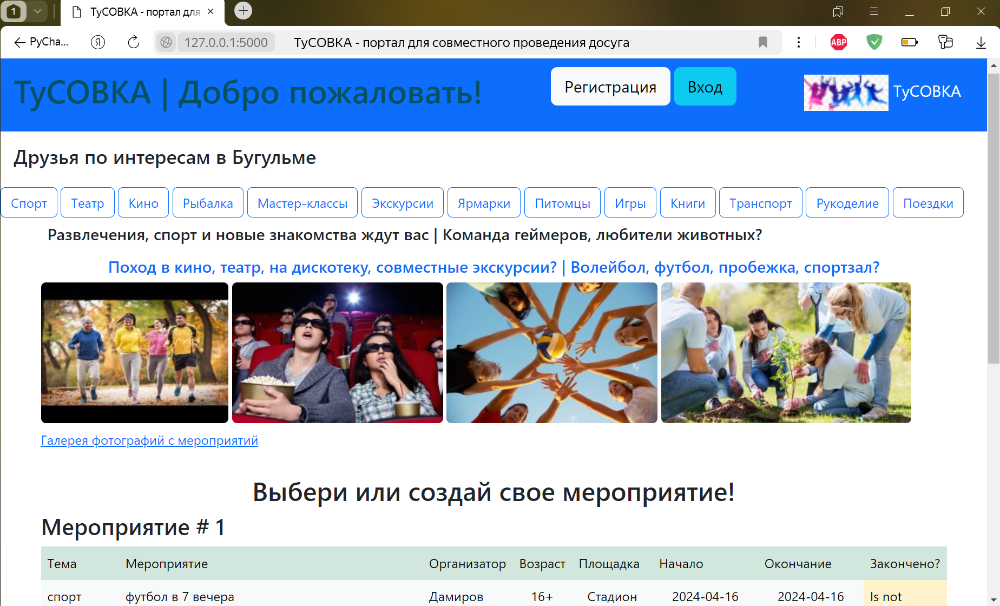 1
ТуСОВКА - портал для
PyCha...
127.0.0.1:5000
ТуСОВКА - портал для совместного проведения досуга
ABP
ТуСОВКА | Добро пожаловать!
Регистрация
Вход
ТуСОВКА
Друзья по интересам в Бугульме
Спорт Театр Кино Рыбалка Мастер-классы Экскурсии Ярмарки Питомцы Игры Книги Транспорт Рукоделие Поездки
Развлечения, спорт и новые знакомства ждут вас | Команда геймеров, любители животных?
Поход в кино, театр, на дискотеку, совместные экскурсии? | Волейбол, футбол, пробежка, спортзал?
Галерея фотографий с мероприятий
Выбери или создай свое мероприятие!
Мероприятие # 1
Тема Мероприятие Организатор Возраст Площадка Начало Окончание Закончено?
спорт футбол в 7 вечера Дамиров 16+ Стадион 2024-04-16 2024-04-16 Is not